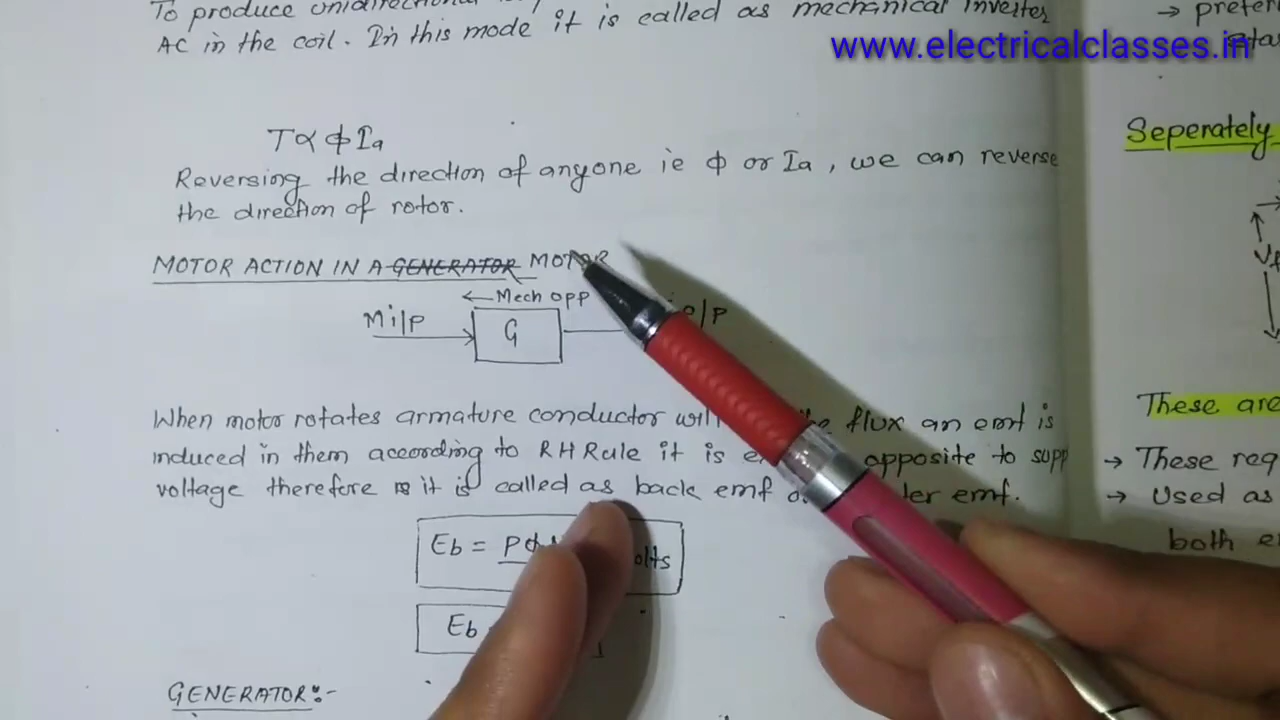 To produce
AC in the coil. In this mode it is called as mechanical inverter
www.electricalclasses.in
→ prefer
T∝ ϕ Ia
Reversing the direction of anyone ie ϕ or Ia, we can reverse
the direction of rotor.
MOTOR ACTION IN A GENERATOR MOTOR
← Mech opp
M i/p G /p
When motor rotates armature conductor will flux an emf is
induced in them according to RH Rule it is opposite to supp
voltage therefore it is called as back emf emf.
Eb = Pϕ olts
Eb
GENERATOR:-
Seperately
These are
→ These req
→ Used as
both e